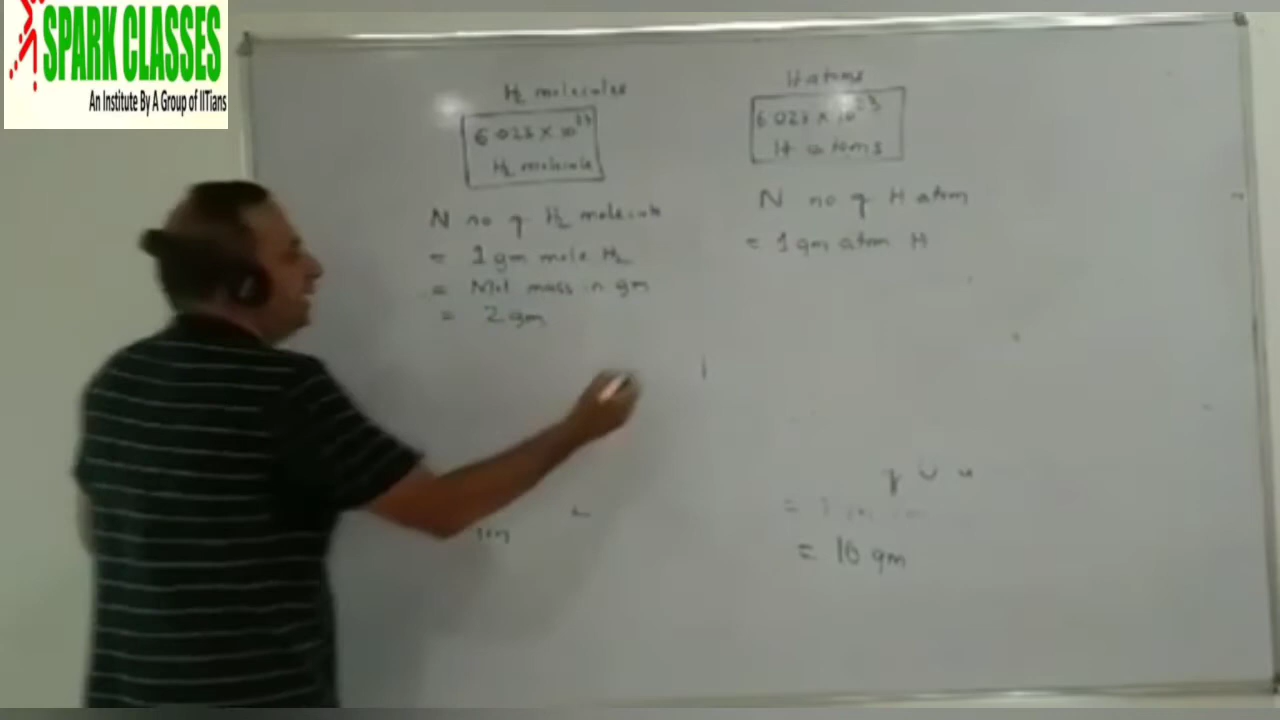 SPARK CLASSES
An Institute By A Group of IITians
H₂ molecules
6.023 × 10²³
H₂ molecule
N no of H₂ molecule
= 1 gm mole H₂
= Mol mass in gm
= 2 gm
H atoms
6.023 × 10²³
H atoms
N no of H atom
= 1 gm atom H
= 16 gm